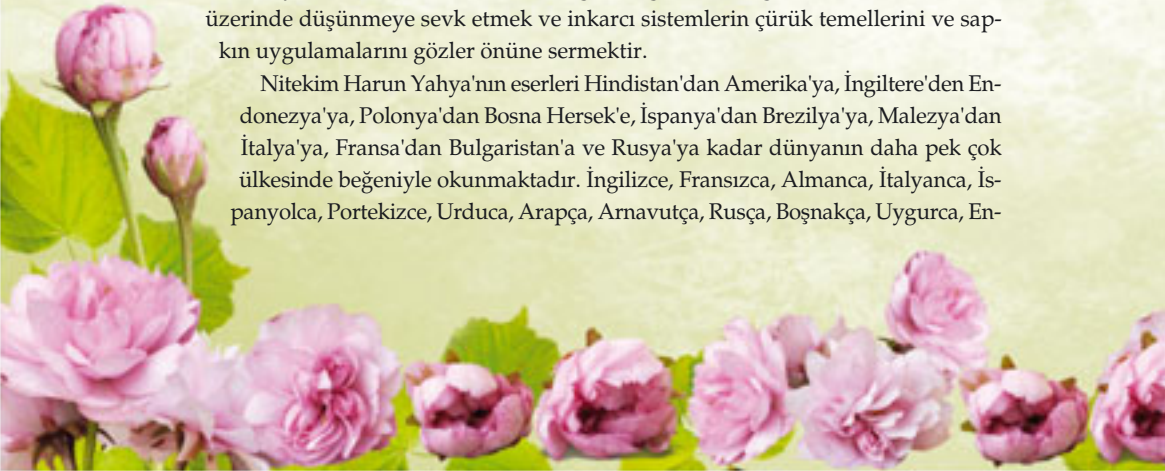 üzerinde düşünmeye sevk etmek ve inkarcı sistemlerin çürük temellerini ve sap-
kın uygulamalarını gözler önüne sermektir.
Nitekim Harun Yahya'nın eserleri Hindistan'dan Amerika'ya, İngiltere'den En-
donezya'ya, Polonya'dan Bosna Hersek'e, İspanya'dan Brezilya'ya, Malezya'dan
İtalya'ya, Fransa'dan Bulgaristan'a ve Rusya'ya kadar dünyanın daha pek çok
ülkesinde beğeniyle okunmaktadır. İngilizce, Fransızca, Almanca, İtalyanca, İs-
panyolca, Portekizce, Urduca, Arapça, Arnavutça, Rusça, Boşnakça, Uygurca, En-